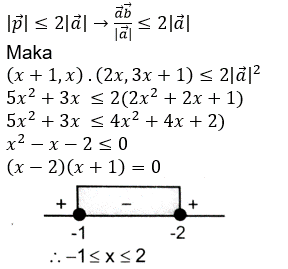 |p⃗| ≤ 2|a⃗| → a⃗b⃗/|a⃗| ≤ 2|a⃗|
Maka
(x + 1, x) . (2x, 3x + 1) ≤ 2|a⃗|²
5x² + 3x ≤ 2(2x² + 2x + 1)
5x² + 3x ≤ 4x² + 4x + 2)
x² − x − 2 ≤ 0
(x − 2)(x + 1) = 0
+ − +
-1 -2
∴ −1 ≤ x ≤ 2